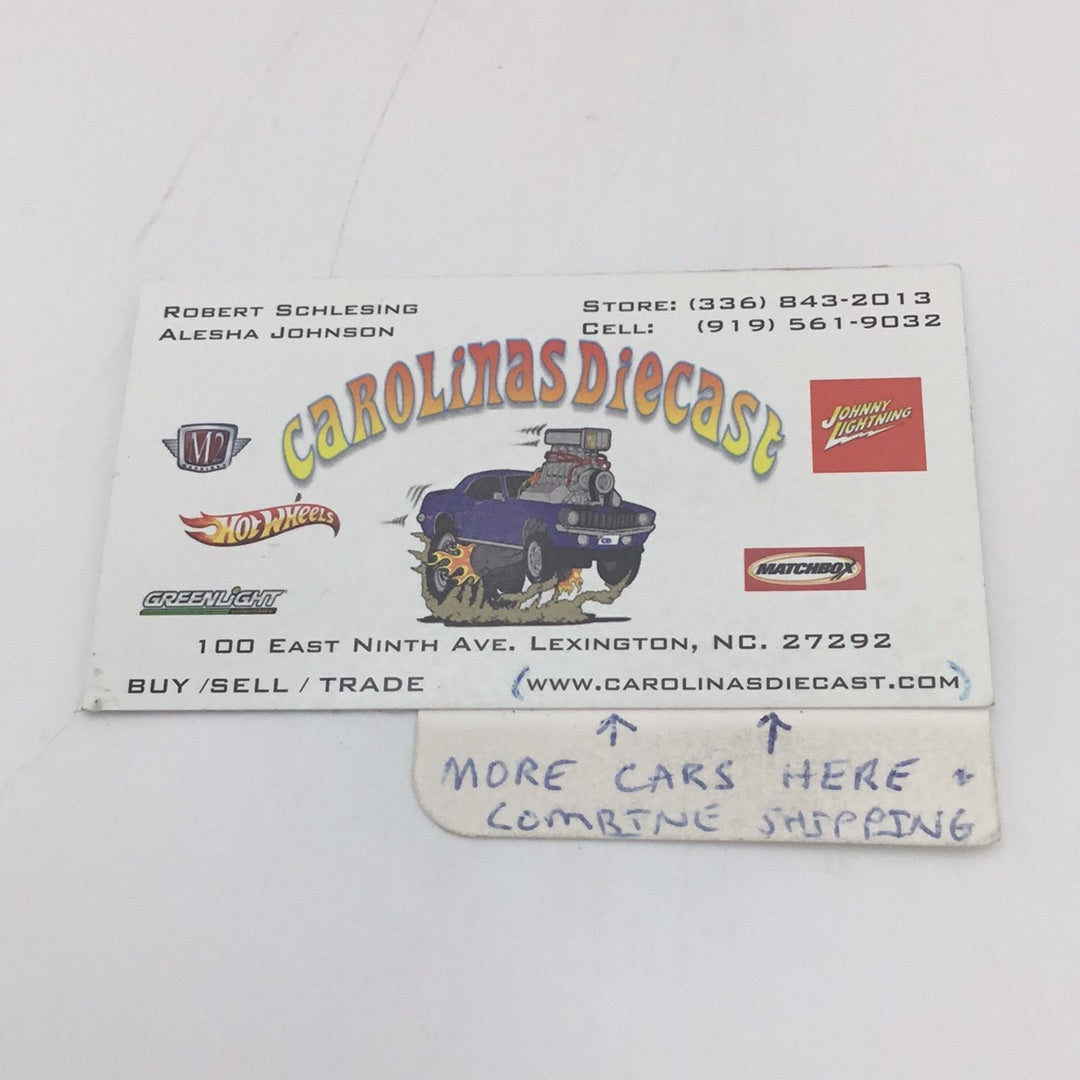 ROBERT SCHLESING
ALESHA JOHNSON
STORE: (336) 843-2013
CELL: (919) 561-9032
CAROLINAS DIECAST
M2
JOHNNY
LIGHTNING
HOT WHEELS
MATCHBOX
GREENLIGHT
CD
100 EAST NINTH AVE. LEXINGTON, NC. 27292
BUY /SELL / TRADE
(WWW.CAROLINASDIECAST.COM)
MORE CARS HERE +
COMBINE SHIPPING